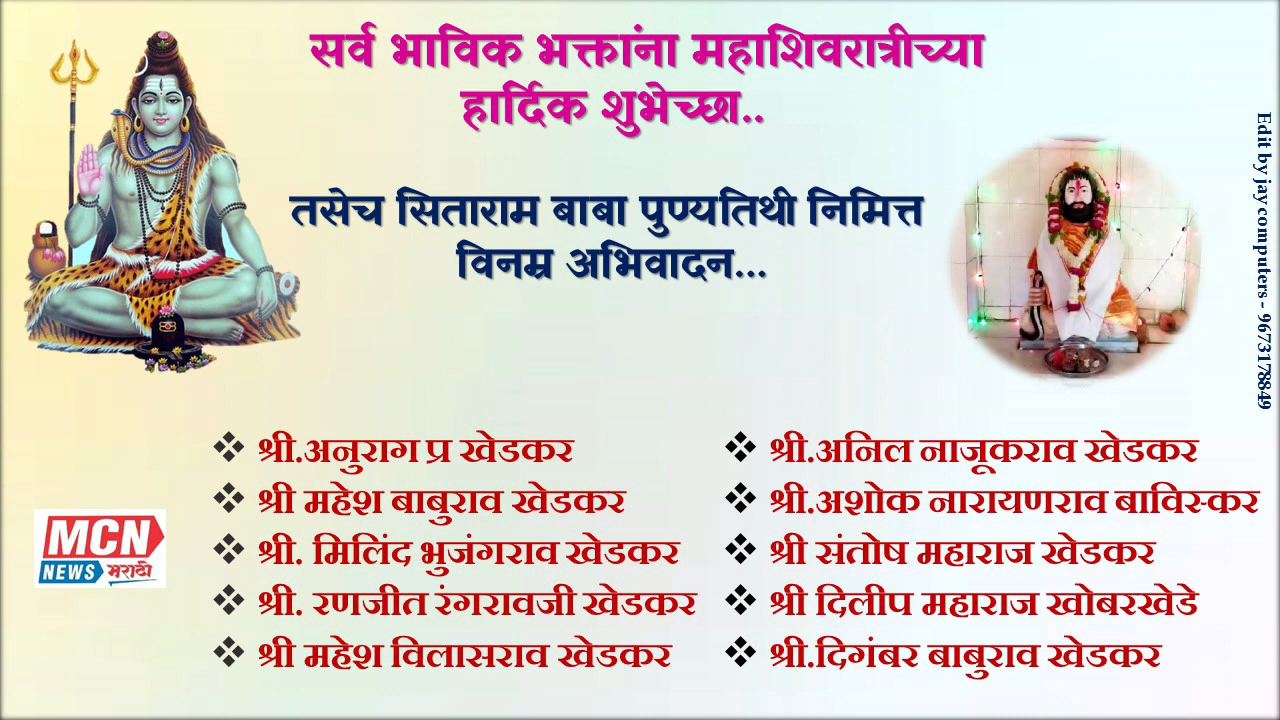 सर्व भाविक भक्तांना महाशिवरात्रीच्या
हार्दिक शुभेच्छा..
तसेच सिताराम बाबा पुण्यतिथी निमित्त
विनम्र अभिवादन...
Edit by jay computers - 9673178849
❖ श्री.अनुराग प्र खेडकर
❖ श्री महेश बाबुराव खेडकर
❖ श्री. मिलिंद भुजंगराव खेडकर
❖ श्री. रणजीत रंगरावजी खेडकर
❖ श्री महेश विलासराव खेडकर
❖ श्री.अनिल नाजूकराव खेडकर
❖ श्री.अशोक नारायणराव बाविस्कर
❖ श्री संतोष महाराज खेडकर
❖ श्री दिलीप महाराज खोबरखेडे
❖ श्री.दिगंबर बाबुराव खेडकर
MCN
NEWS मराठी